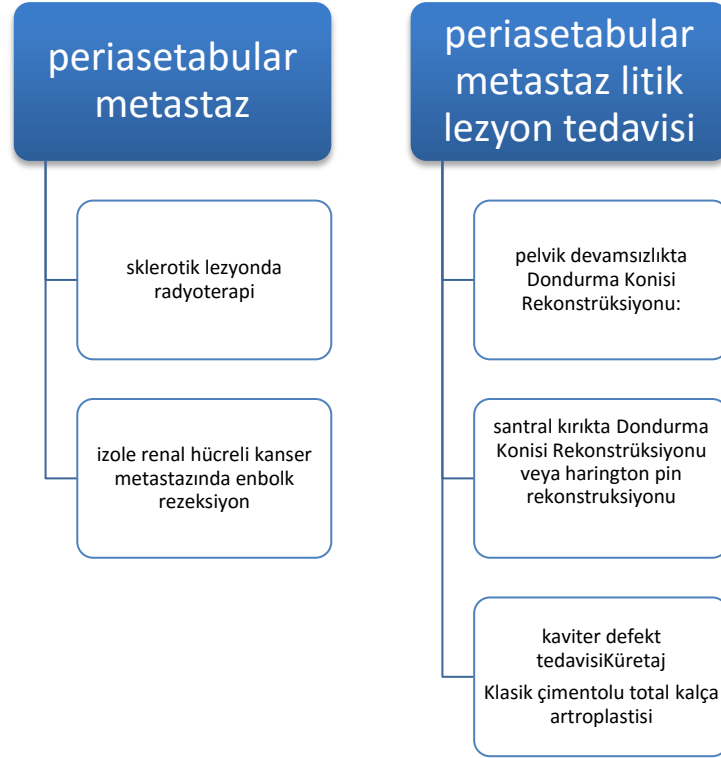 periasetabular
metastaz
sklerotik lezyonda
radyoterapi
izole renal hücreli kanser
metastazında enbolk
rezeksiyon
periasetabular
metastaz litik
lezyon tedavisi
pelvik devamsızlıkta
Dondurma Konisi
Rekonstrüksiyonu:
santral kırıkta Dondurma
Konisi Rekonstrüksiyonu
veya harington pin
rekonstruksiyonu
kaviter defekt
tedavisiKüretaj
Klasik çimentolu total kalça
artroplastisi